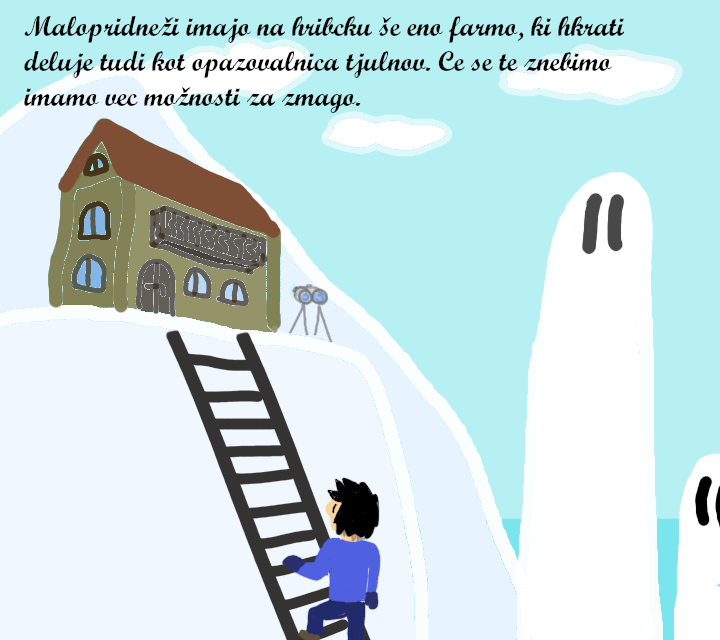 Malopridneži imajo na hribcku še eno farmo, ki hkrati
deluje tudi kot opazovalnica tjulnov. Ce se te znebimo
imamo vec možnosti za zmago.